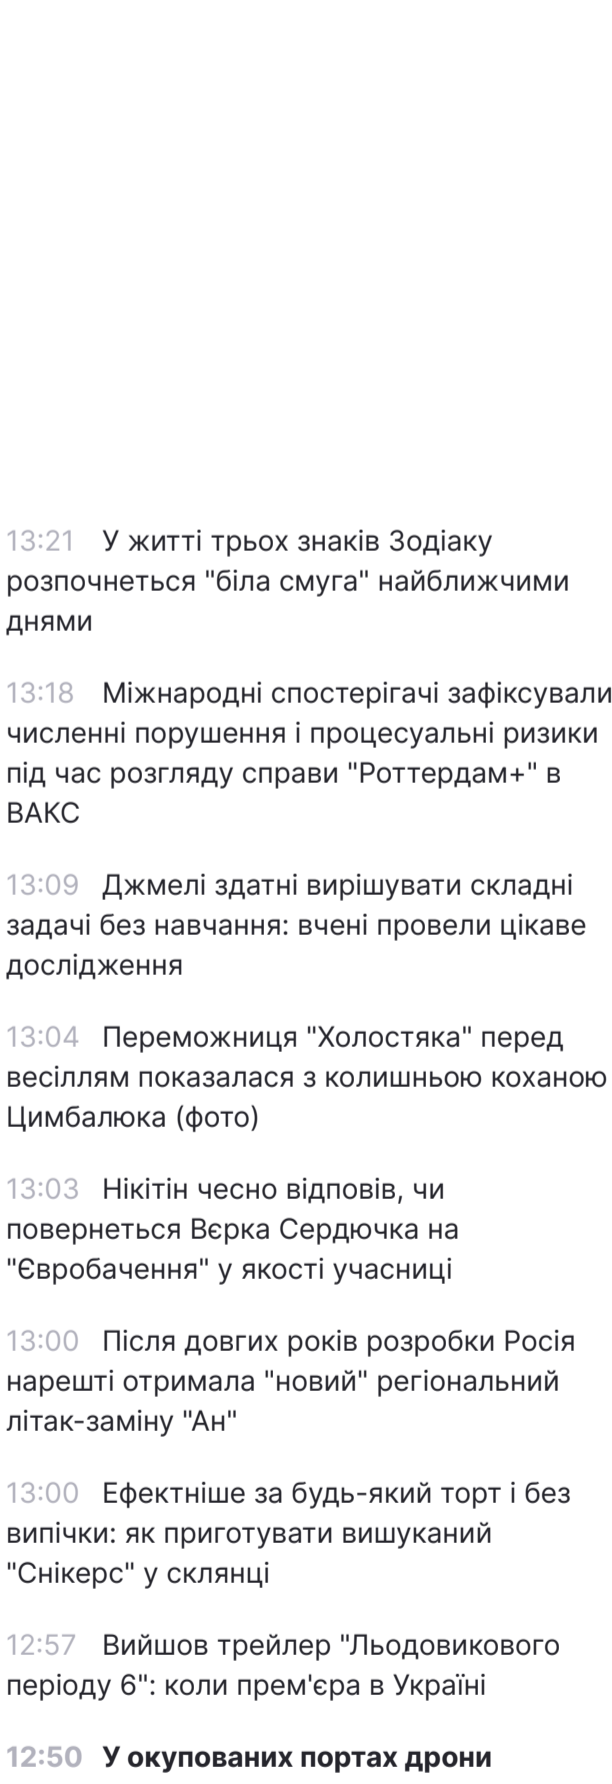 13:21 У житті трьох знаків Зодіаку
розпочнеться "біла смуга" найближчими
днями
13:18 Міжнародні спостерігачі зафіксували
численні порушення і процесуальні ризики
під час розгляду справи "Роттердам+" в
ВАКС
13:09 Джмелі здатні вирішувати складні
задачі без навчання: вчені провели цікаве
дослідження
13:04 Переможниця "Холостяка" перед
весіллям показалася з колишньою коханою
Цимбалюка (фото)
13:03 Нікітін чесно відповів, чи
повернеться Вєрка Сердючка на
"Євробачення" у якості учасниці
13:00 Після довгих років розробки Росія
нарешті отримала "новий" регіональний
літак-заміну "Ан"
13:00 Ефектніше за будь-який торт і без
випічки: як приготувати вишуканий
"Снікерс" у склянці
12:57 Вийшов трейлер "Льодовикового
періоду 6": коли прем'єра в Україні
12:50 У окупованих портах дрони